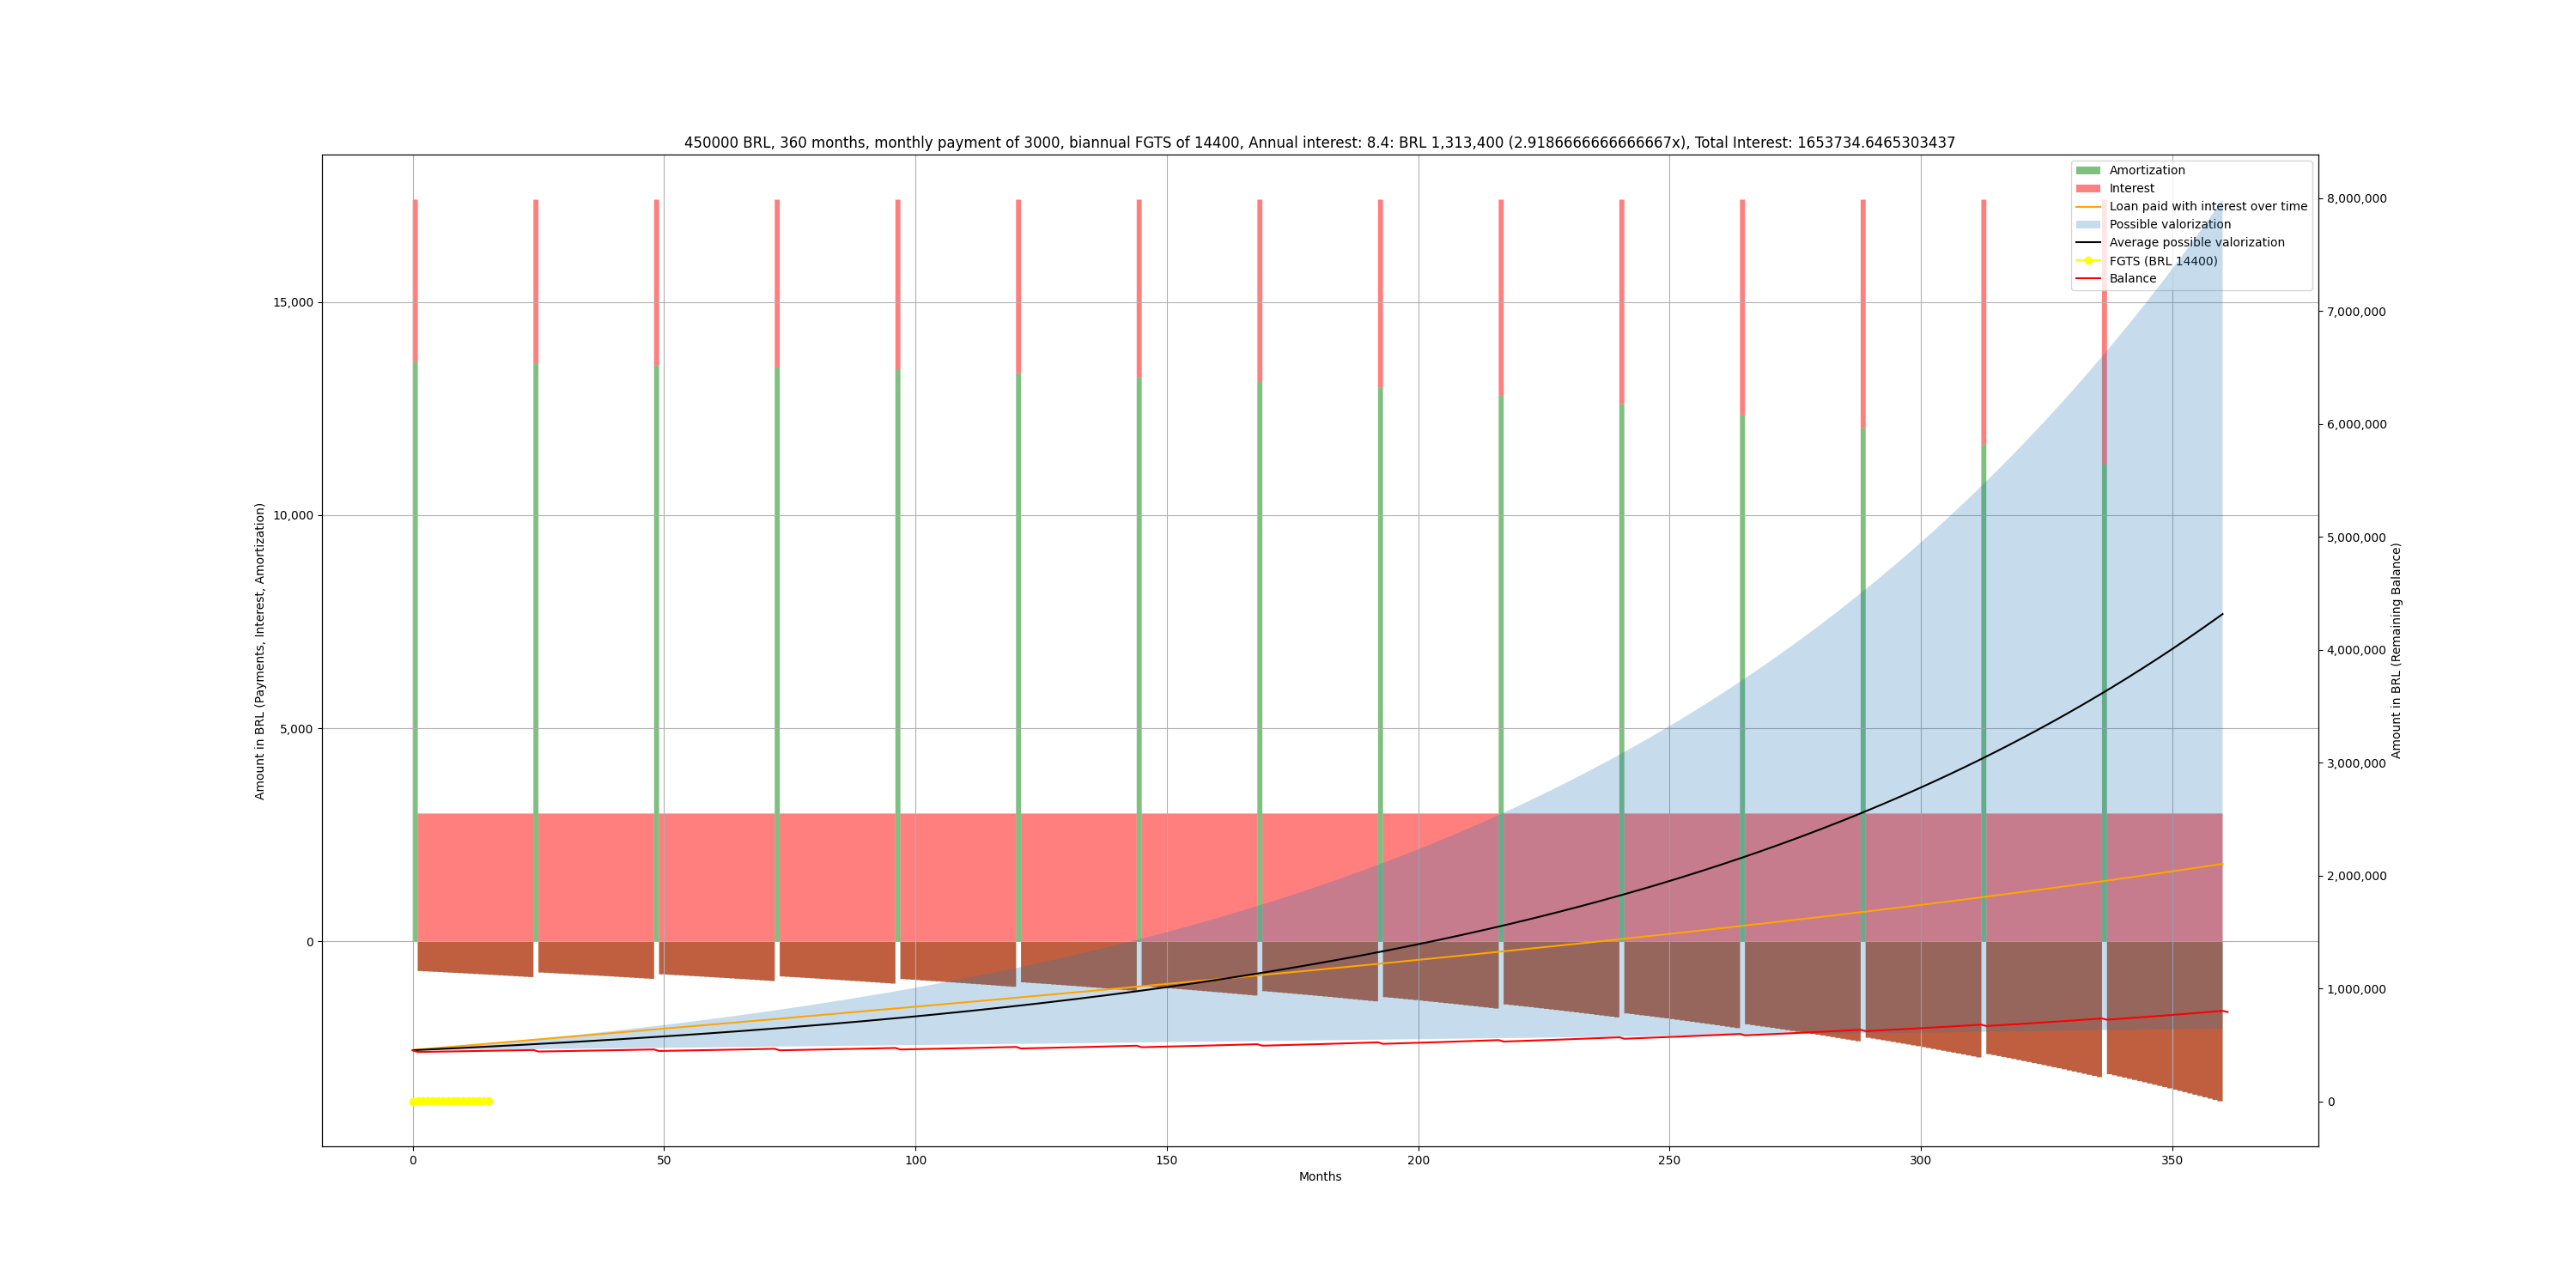 450000 BRL, 360 months, monthly payment of 3000, biannual FGTS of 14400, Annual interest: 8.4: BRL 1,313,400 (2.9186666666666667x), Total Interest: 1653734.6465303437
Amortization
Interest
Loan paid with interest over time
Possible valorization
Average possible valorization
FGTS (BRL 14400)
Balance
15,000
10,000
5,000
0
Amount in BRL (Payments, Interest, Amortization)
8,000,000
7,000,000
6,000,000
5,000,000
4,000,000
3,000,000
2,000,000
1,000,000
0
Amount in BRL (Remaining Balance)
0
50
100
150
200
250
300
350
Months